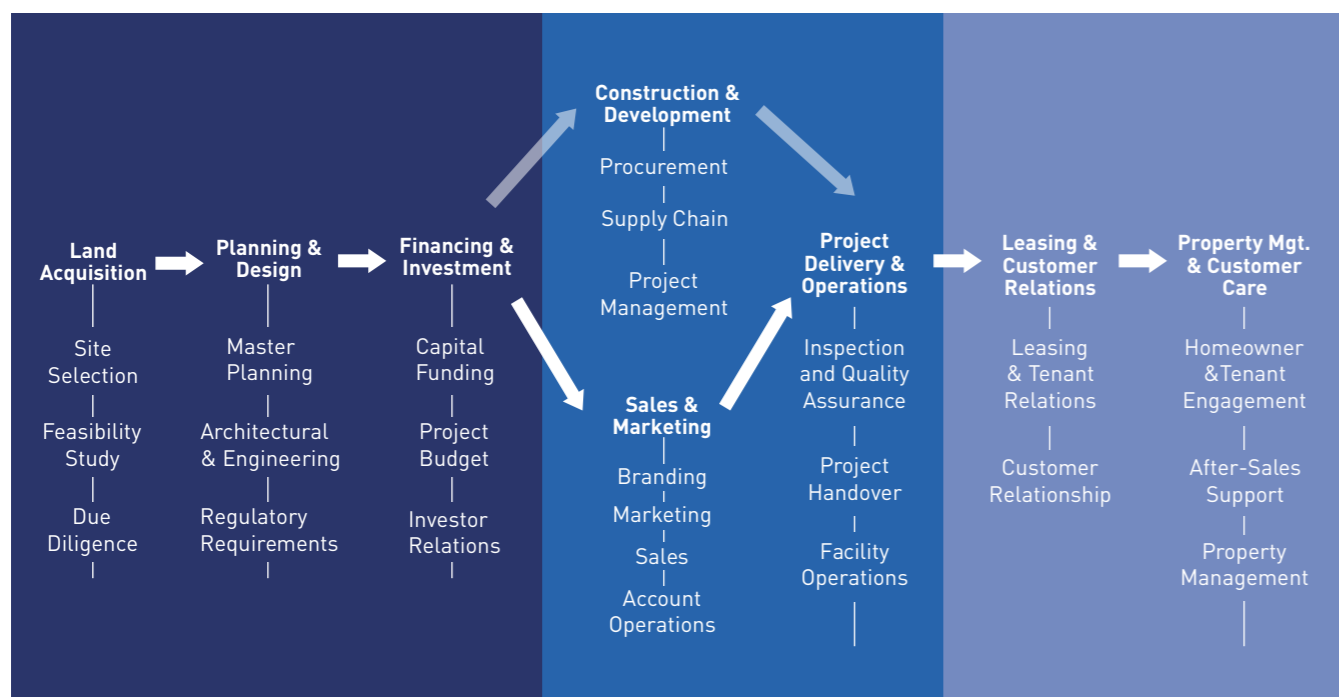 Land
Acquisition
Site
Selection
Feasibility
Study
Due
Diligence
Planning &
Design
Master
Planning
Architectural
& Engineering
Regulatory
Requirements
Financing &
Investment
Capital
Funding
Project
Budget
Investor
Relations
Construction &
Development
Procurement
Supply Chain
Project
Management
Sales &
Marketing
Branding
Marketing
Sales
Account
Operations
Project
Delivery &
Operations
Inspection
and Quality
Assurance
Project
Handover
Facility
Operations
Leasing &
Customer
Relations
Leasing
& Tenant
Relations
Customer
Relationship
Property Mgt.
& Customer
Care
Homeowner
&Tenant
Engagement
After-Sales
Support
Property
Management